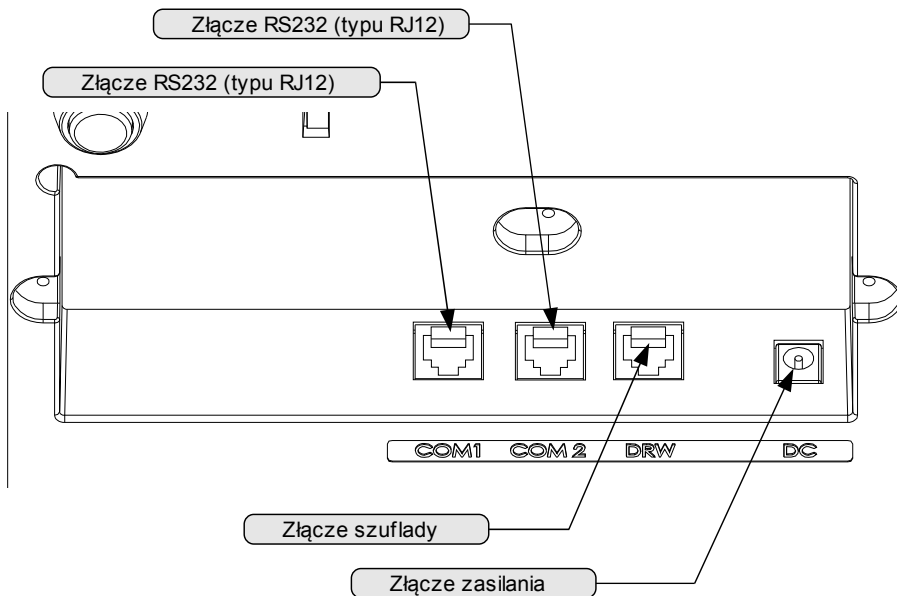 Złącze RS232 (typu RJ12)
Złącze RS232 (typu RJ12)
COM1 COM 2 DRW DC
Złącze szuflady
Złącze zasilania